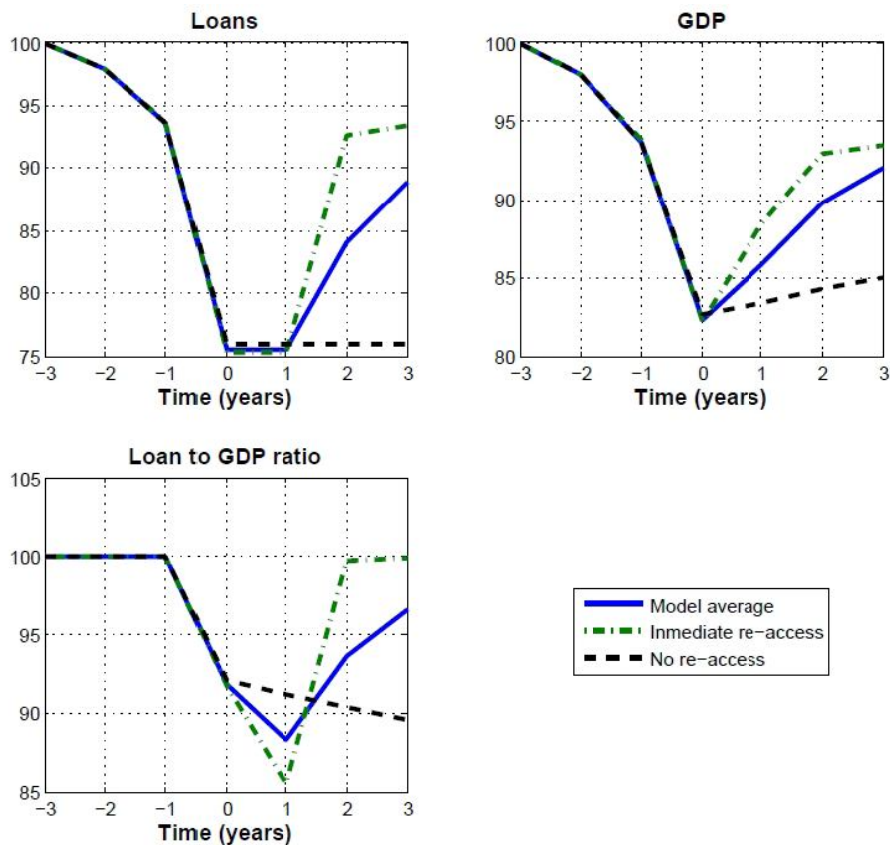 Loans
100
95
90
85
80
75
−3 −2 −1 0 1 2 3
Time (years)
GDP
100
95
90
85
80
−3 −2 −1 0 1 2 3
Time (years)
Loan to GDP ratio
105
100
95
90
85
−3 −2 −1 0 1 2 3
Time (years)
Model average
Inmediate re−access
No re−access